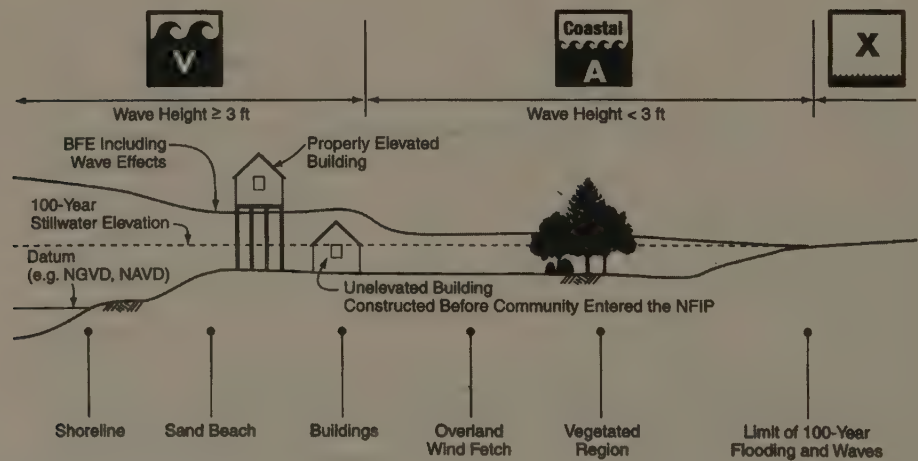 V
Coastal
A
X
Wave Height ≥ 3 ft
Wave Height < 3 ft
BFE Including
Wave Effects
Properly Elevated
Building
100-Year
Stillwater Elevation
Datum
(e.g. NGVD, NAVD)
Unelevated Building
Constructed Before Community Entered the NFIP
Shoreline
Sand Beach
Buildings
Overland
Wind Fetch
Vegetated
Region
Limit of 100-Year
Flooding and Waves